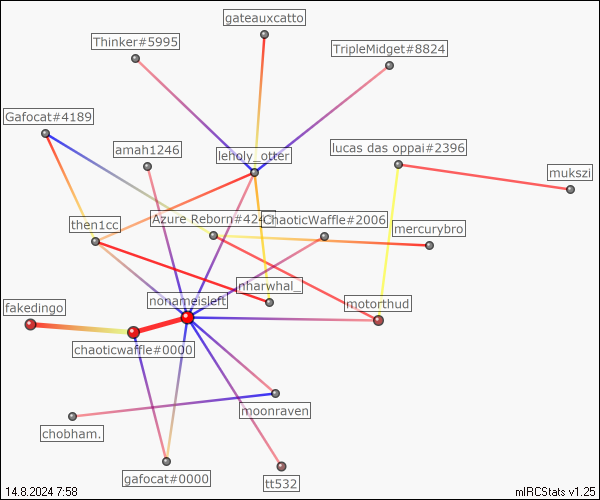 gateauxcatto
Thinker#5995
TripleMidget#8824
Gafocat#4189
amah1246
leholy_otter
lucas das oppai#2396
mukszi
then1cc
Azure Reborn#424
ChaoticWaffle#2006
mercurybro
nharwhal_
nonameisleft
motorthud
fakedingo
chaoticwaffle#0000
moonraven
chobham.
gafocat#0000
tt532
14.8.2024 7:58
mIRCStats v1.25